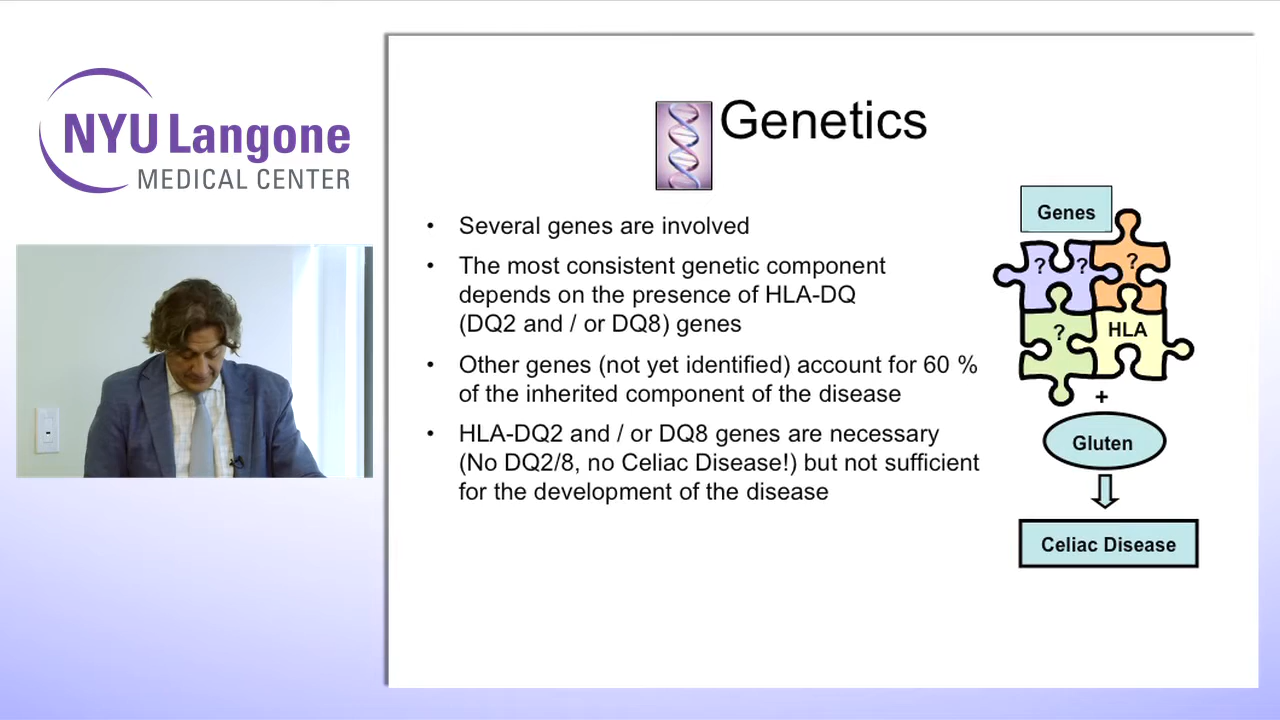 NYU Langone
MEDICAL CENTER
Genetics
• Several genes are involved
• The most consistent genetic component
depends on the presence of HLA-DQ
(DQ2 and / or DQ8) genes
• Other genes (not yet identified) account for 60 %
of the inherited component of the disease
• HLA-DQ2 and / or DQ8 genes are necessary
(No DQ2/8, no Celiac Disease!) but not sufficient
for the development of the disease
Genes
? ? ?
? HLA
+
Gluten
Celiac Disease